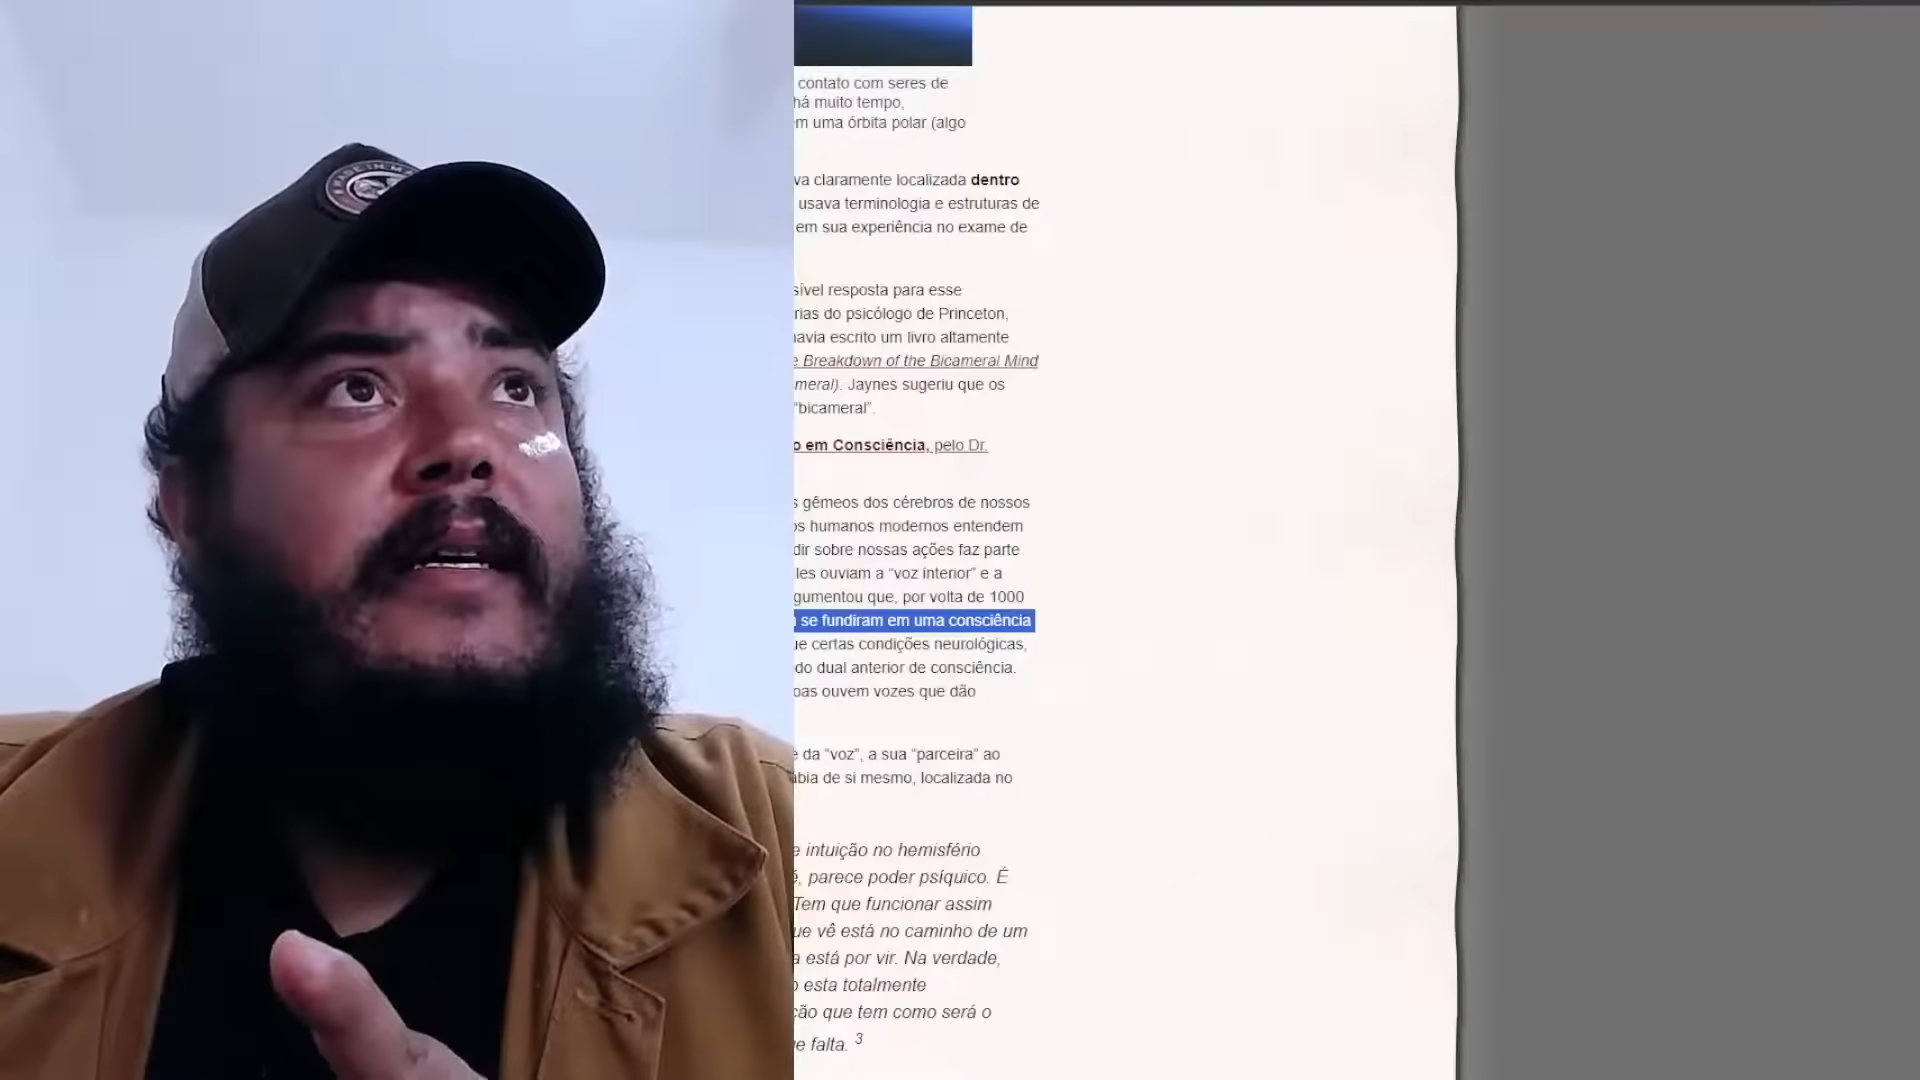 contato com seres de
há muito tempo,
em uma órbita polar (algo
va claramente localizada dentro
usava terminologia e estruturas de
em sua experiência no exame de
sível resposta para esse
rias do psicólogo de Princeton,
havia escrito um livro altamente
e Breakdown of the Bicameral Mind
meral). Jaynes sugeriu que os
"bicameral".
o em Consciência, pelo Dr.
s gêmeos dos cérebros de nossos
os humanos modernos entendem
dir sobre nossas ações faz parte
les ouviam a "voz interior" e a
gumentou que, por volta de 1000
se fundiram em uma consciência
ue certas condições neurológicas,
do dual anterior de consciência.
oas ouvem vozes que dão
e da "voz", a sua "parceira" ao
ábia de si mesmo, localizada no
e intuição no hemisfério
é, parece poder psíquico. É
Tem que funcionar assim
ue vê está no caminho de um
a está por vir. Na verdade,
o esta totalmente
ção que tem como será o
ue falta. 3